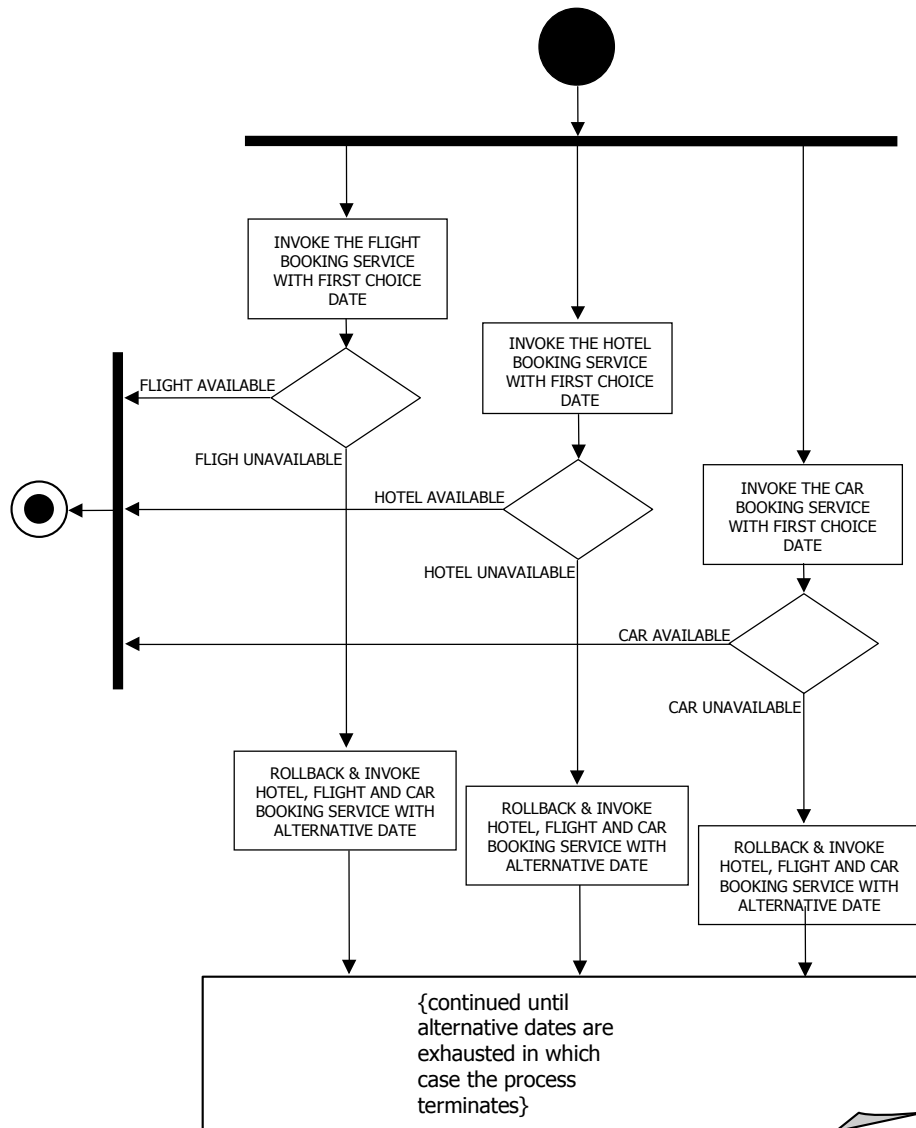 INVOKE THE FLIGHT
BOOKING SERVICE
WITH FIRST CHOICE
DATE
INVOKE THE HOTEL
BOOKING SERVICE
WITH FIRST CHOICE
DATE
FLIGHT AVAILABLE
FLIGH UNAVAILABLE
INVOKE THE CAR
BOOKING SERVICE
WITH FIRST CHOICE
DATE
HOTEL AVAILABLE
HOTEL UNAVAILABLE
CAR AVAILABLE
CAR UNAVAILABLE
ROLLBACK & INVOKE
HOTEL, FLIGHT AND CAR
BOOKING SERVICE WITH
ALTERNATIVE DATE
ROLLBACK & INVOKE
HOTEL, FLIGHT AND CAR
BOOKING SERVICE WITH
ALTERNATIVE DATE
ROLLBACK & INVOKE
HOTEL, FLIGHT AND CAR
BOOKING SERVICE WITH
ALTERNATIVE DATE
{continued until
alternative dates are
exhausted in which
case the process
terminates}